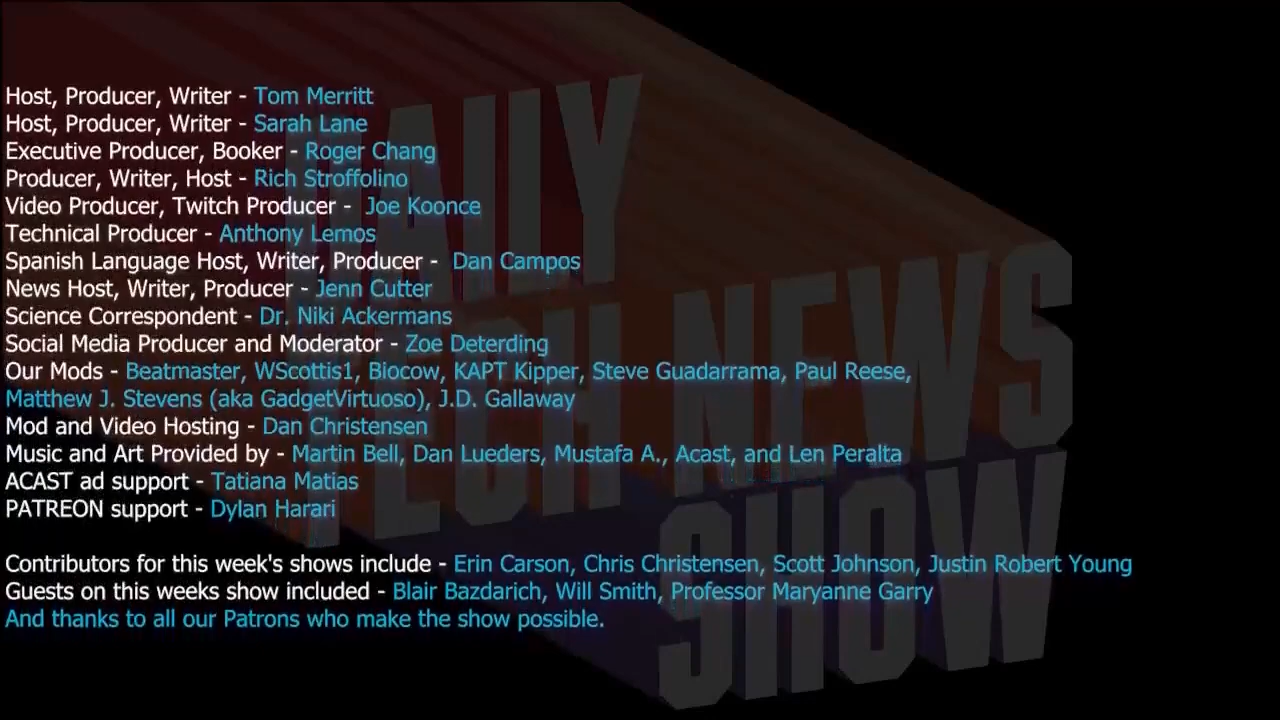 Host, Producer, Writer - Tom Merritt
Host, Producer, Writer - Sarah Lane
Executive Producer, Booker - Roger Chang
Producer, Writer, Host - Rich Stroffolino
Video Producer, Twitch Producer -  Joe Koonce
Technical Producer - Anthony Lemos
Spanish Language Host, Writer, Producer -  Dan Campos
News Host, Writer, Producer - Jenn Cutter
Science Correspondent - Dr. Niki Ackermans
Social Media Producer and Moderator - Zoe Deterding
Our Mods - Beatmaster, WScottis1, Biocow, KAPT Kipper, Steve Guadarrama, Paul Reese,
Matthew J. Stevens (aka GadgetVirtuoso), J.D. Gallaway
Mod and Video Hosting - Dan Christensen
Music and Art Provided by - Martin Bell, Dan Lueders, Mustafa A., Acast, and Len Peralta
ACAST ad support - Tatiana Matias
PATREON support - Dylan Harari
Contributors for this week's shows include - Erin Carson, Chris Christensen, Scott Johnson, Justin Robert Young
Guests on this weeks show included - Blair Bazdarich, Will Smith, Professor Maryanne Garry
And thanks to all our Patrons who make the show possible.
DAILY
TECH NEWS
SHOW